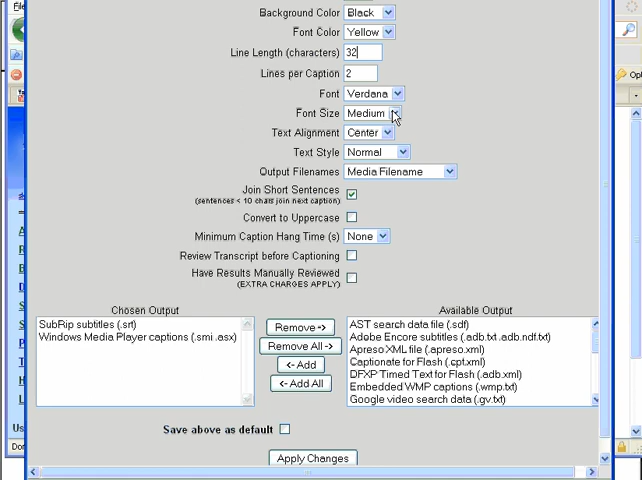 Background Color Black
Font Color Yellow
Line Length (characters) 32
Lines per Caption 2
Font Verdana
Font Size Medium
Text Alignment Center
Text Style Normal
Output Filenames Media Filename
Join Short Sentences
(sentences < 10 chars join next caption)
Convert to Uppercase
Minimum Caption Hang Time (s) None
Review Transcript before Captioning
Have Results Manually Reviewed
(EXTRA CHARGES APPLY)
Chosen Output
SubRip subtitles (.srt)
Windows Media Player captions (.smi .asx)
Remove ->
Remove All ->
<- Add
<- Add All
Available Output
AST search data file (.sdf)
Adobe Encore subtitles (.adb.txt .adb.ndf.txt)
Apreso XML file (.apreso.xml)
Captionate for Flash (.cpt.xml)
DFXP Timed Text for Flash (.adb.xml)
Embedded WMP captions (.wmp.txt)
Google video search data (.gv.txt)
Save above as default
Apply Changes